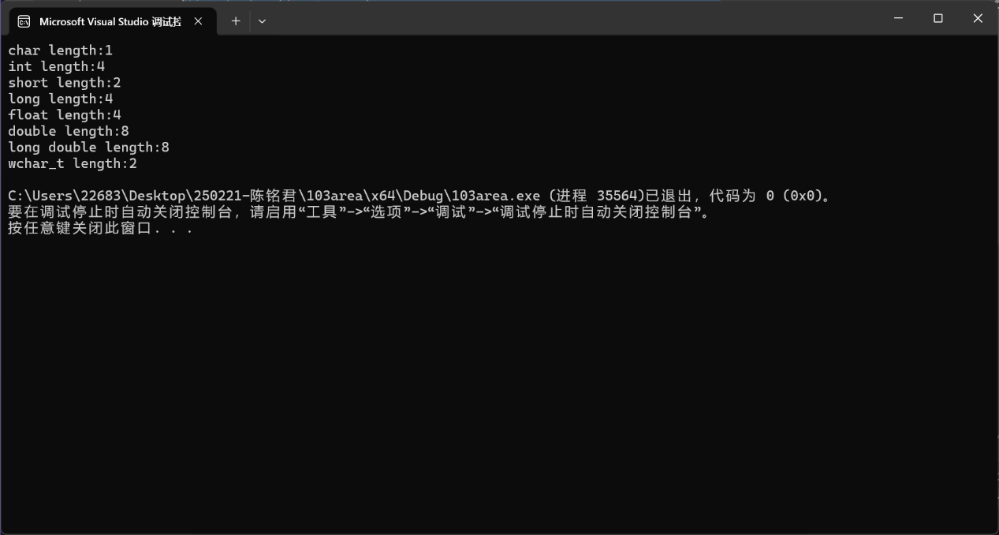 Microsoft Visual Studio 调试控
char length:1
int length:4
short length:2
long length:4
float length:4
double length:8
long double length:8
wchar_t length:2
C:\Users\22683\Desktop\250221-陈铭君\103area\x64\Debug\103area.exe (进程 35564)已退出，代码为 0 (0x0)。
要在调试停止时自动关闭控制台，请启用“工具”->“选项”->“调试”->“调试停止时自动关闭控制台”。
按任意键关闭此窗口. . .